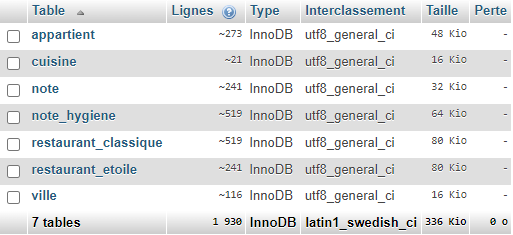 Table Lignes Type Interclassement Taille Perte
appartient ~273 InnoDB utf8_general_ci 48 Kio -
cuisine ~21 InnoDB utf8_general_ci 16 Kio -
note ~241 InnoDB utf8_general_ci 32 Kio -
note_hygiene ~519 InnoDB utf8_general_ci 64 Kio -
restaurant_classique ~519 InnoDB utf8_general_ci 80 Kio -
restaurant_etoile ~241 InnoDB utf8_general_ci 80 Kio -
ville ~116 InnoDB utf8_general_ci 16 Kio -
7 tables 1 930 InnoDB latin1_swedish_ci 336 Kio 0 o